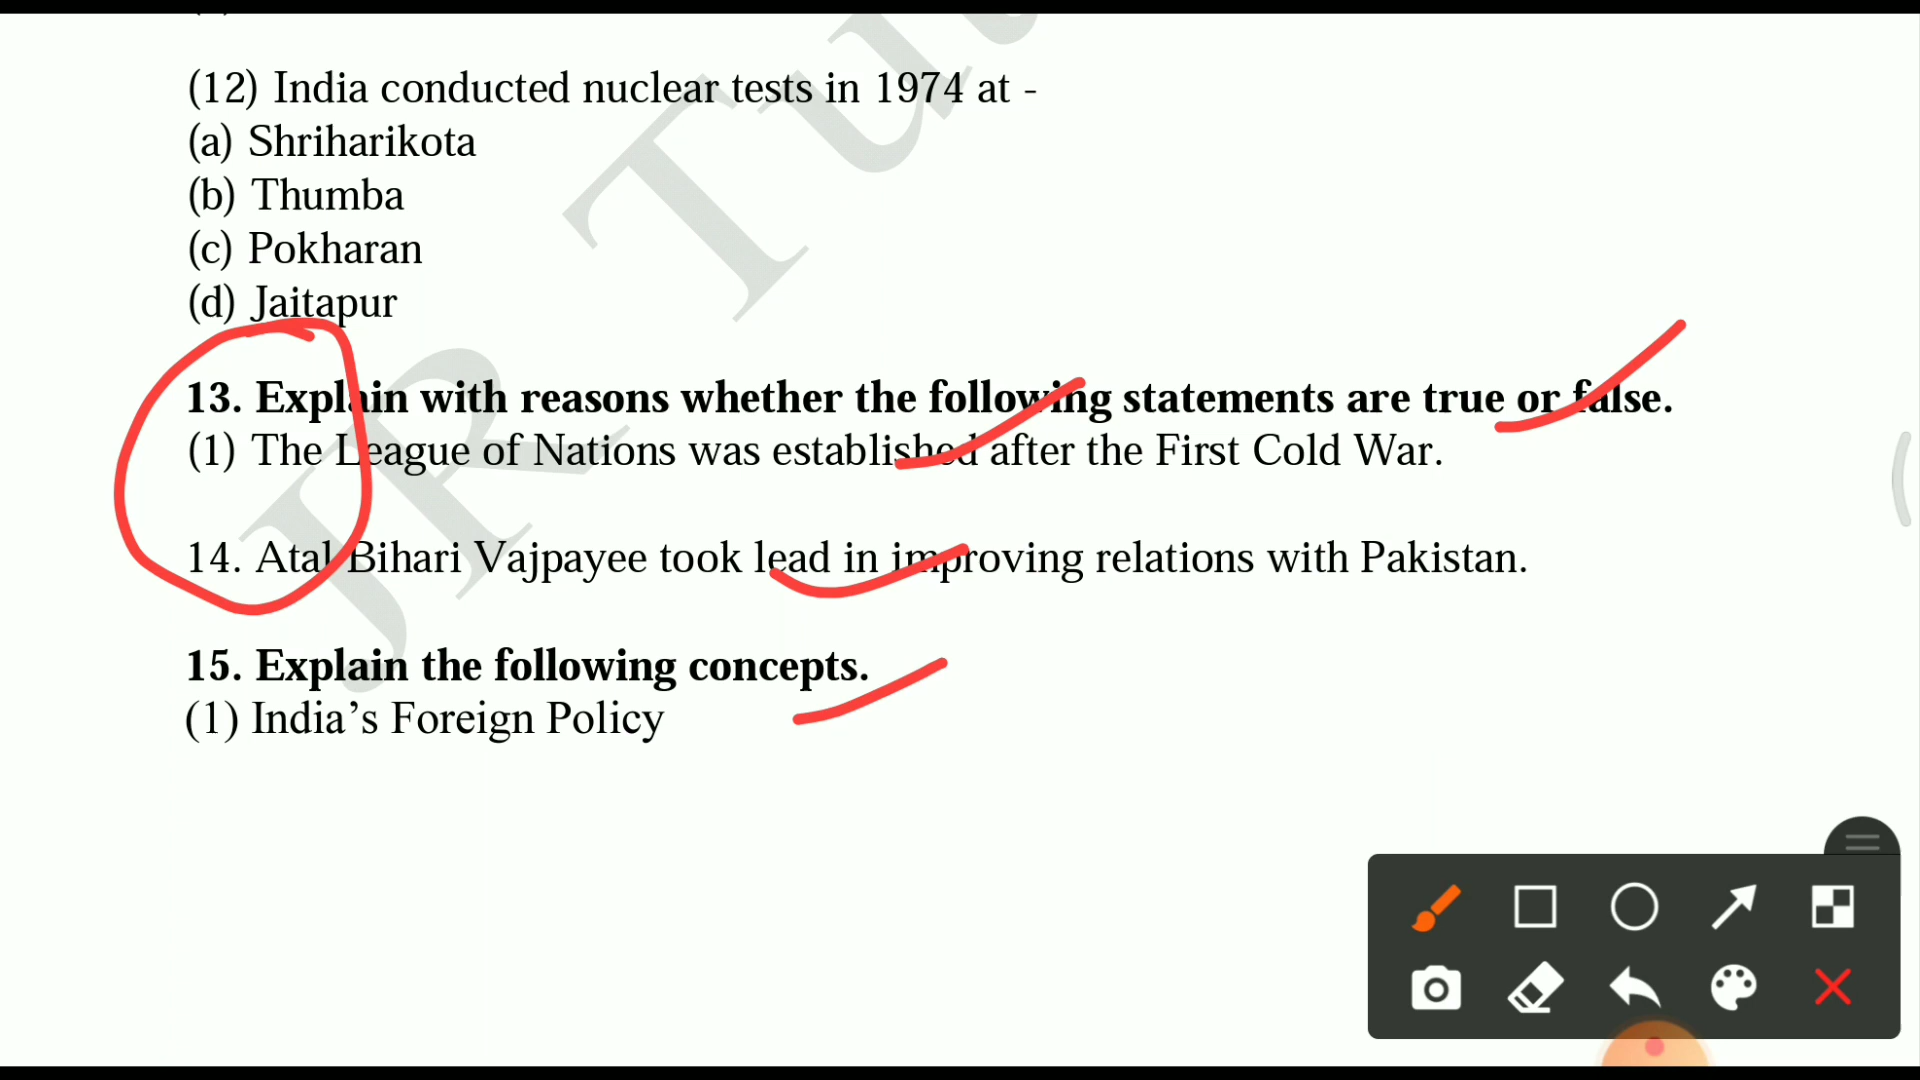 (12) India conducted nuclear tests in 1974 at -
(a) Shriharikota
(b) Thumba
(c) Pokharan
(d) Jaitapur
13. Explain with reasons whether the following statements are true or false.
(1) The League of Nations was established after the First Cold War.
14. Atal Bihari Vajpayee took lead in improving relations with Pakistan.
15. Explain the following concepts.
(1) India’s Foreign Policy
JR Tu